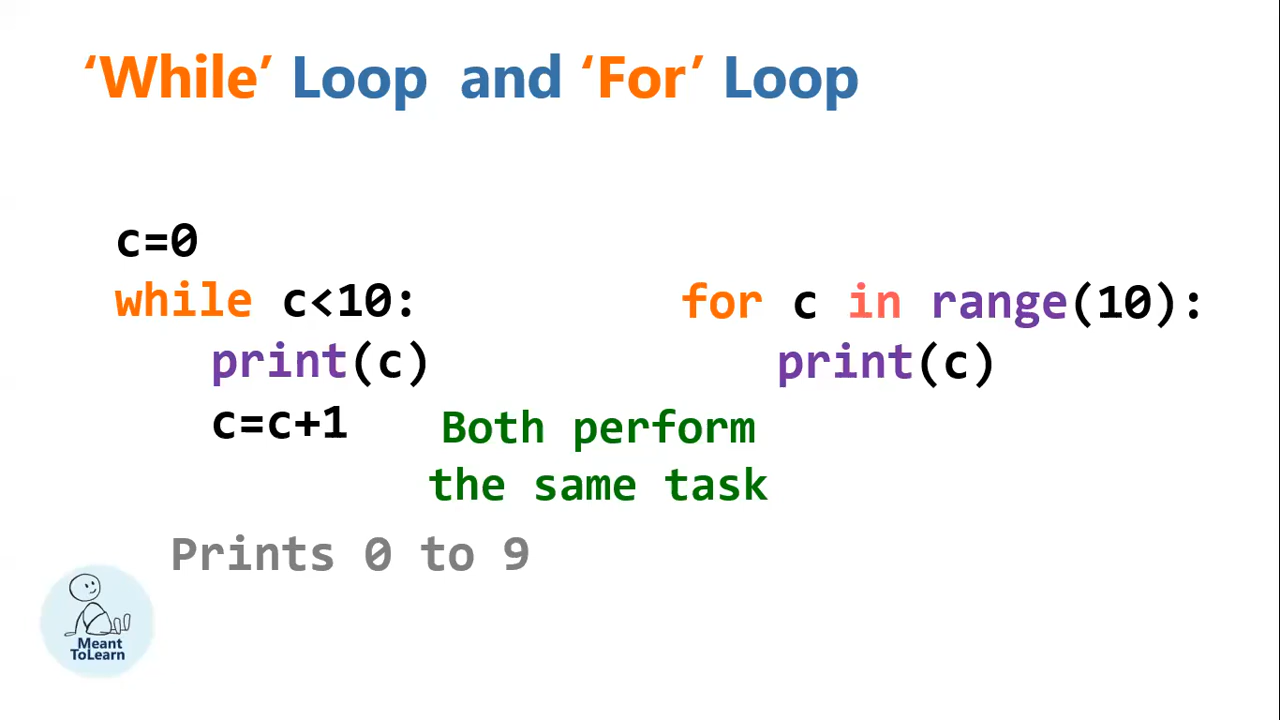 ‘While’ Loop and ‘For’ Loop
c=0
while c<10:
print(c)
c=c+1
for c in range(10):
print(c)
Both perform
the same task
Prints 0 to 9
Meant
ToLearn